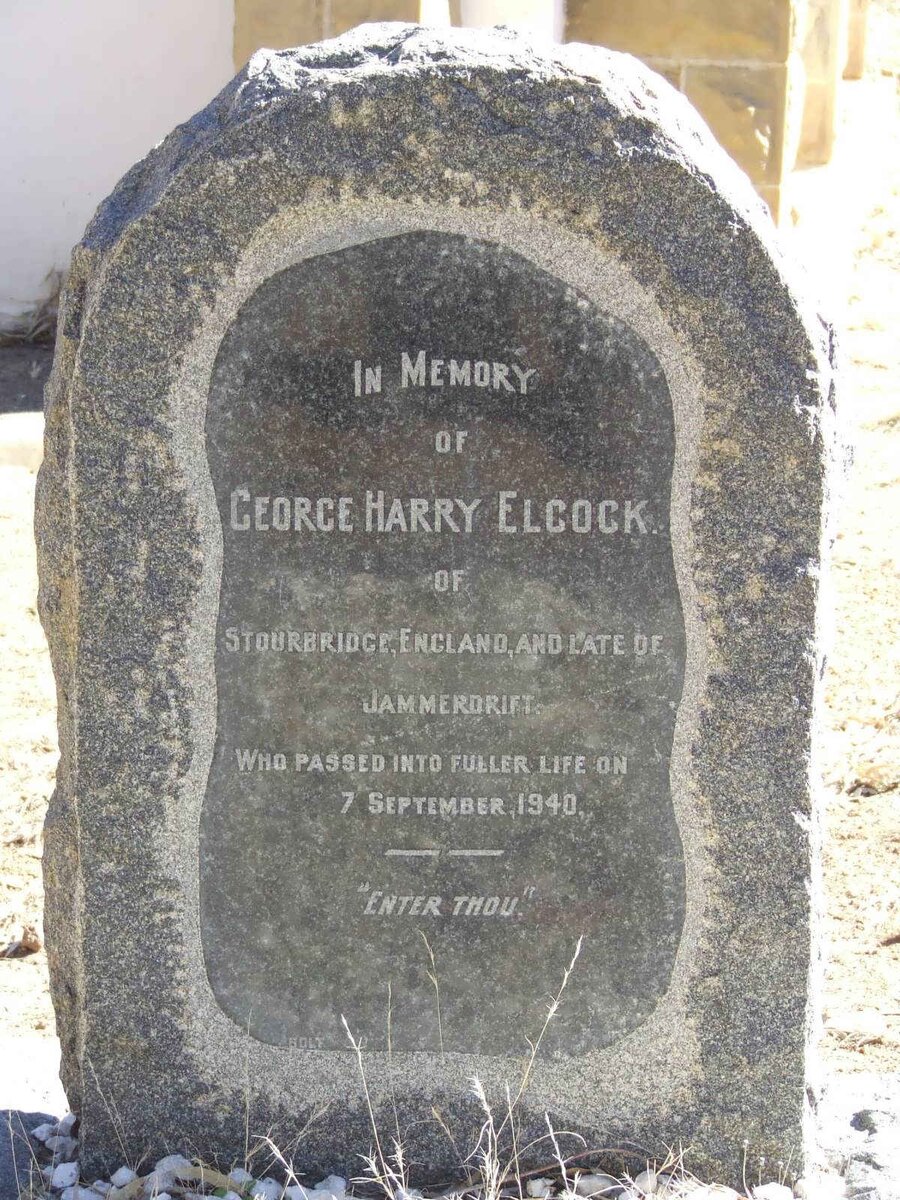 IN MEMORY
OF
GEORGE HARRY ELCOCK.
OF
STOURBRIDGE, ENGLAND, AND LATE OF
JAMMERDRIFT.
WHO PASSED INTO FULLER LIFE ON
7 SEPTEMBER, 1940.
"ENTER THOU."